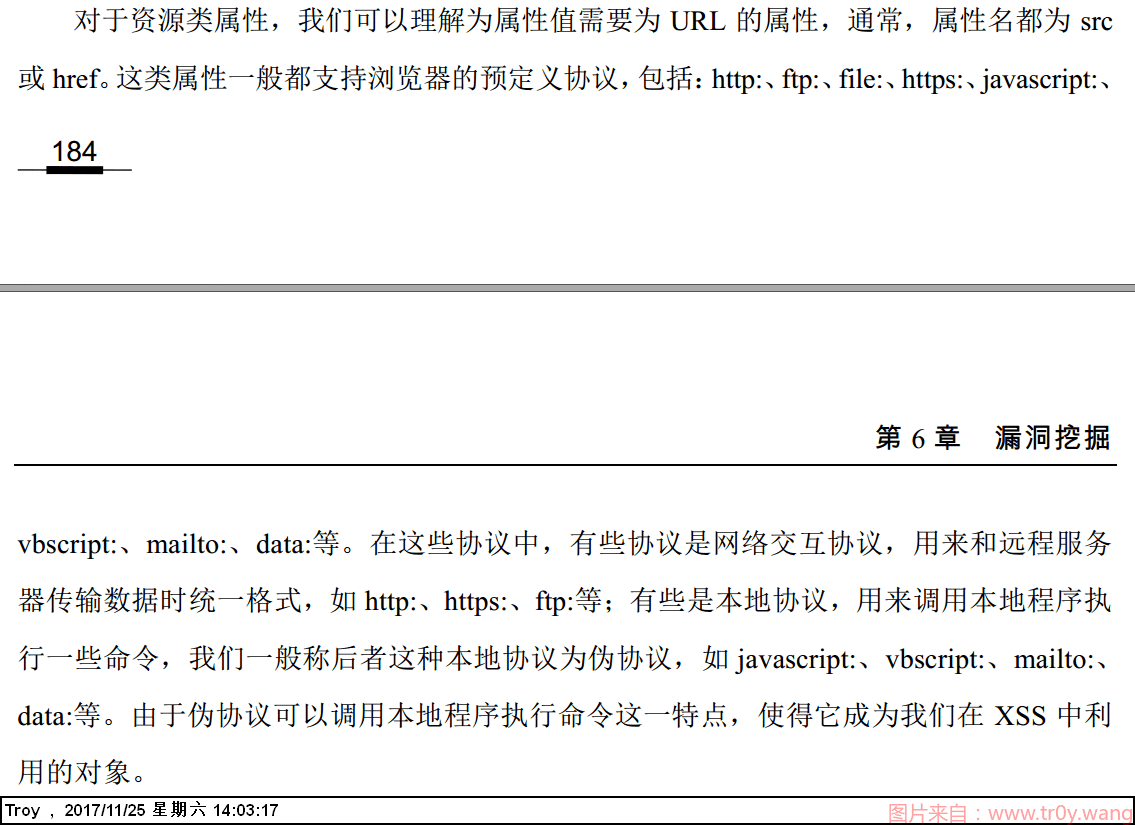 对于资源类属性，我们可以理解为属性值需要为 URL 的属性，通常，属性名都为 src
或 href。这类属性一般都支持浏览器的预定义协议，包括：http:、ftp:、file:、https:、javascript:、
184
第 6 章 漏洞挖掘
vbscript:、mailto:、data:等。在这些协议中，有些协议是网络交互协议，用来和远程服务
器传输数据时统一格式，如 http:、https:、ftp:等；有些是本地协议，用来调用本地程序执
行一些命令，我们一般称后者这种本地协议为伪协议，如 javascript:、vbscript:、mailto:、
data:等。由于伪协议可以调用本地程序执行命令这一特点，使得它成为我们在 XSS 中利
用的对象。
Troy , 2017/11/25 星期六 14:03:17
图片来自：www.tr0y.wang